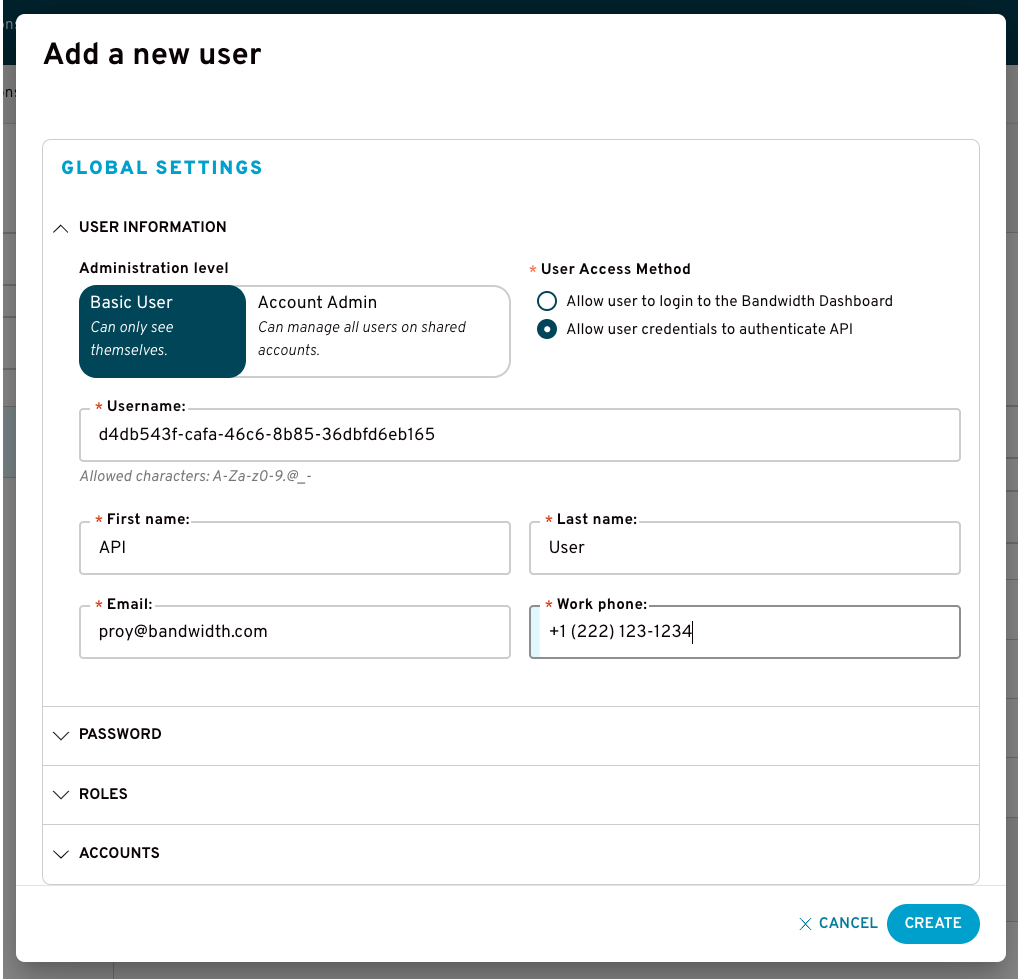 Add a new user
GLOBAL SETTINGS
USER INFORMATION
Administration level
Basic User
Can only see
themselves.
Account Admin
Can manage all users on shared
accounts.
* User Access Method
Allow user to login to the Bandwidth Dashboard
Allow user credentials to authenticate API
* Username:
d4db543f-cafa-46c6-8b85-36dbfd6eb165
Allowed characters: A-Za-z0-9.@_-
* First name:
API
* Last name:
User
* Email:
proy@bandwidth.com
* Work phone:
+1 (222) 123-1234
PASSWORD
ROLES
ACCOUNTS
CANCEL
CREATE